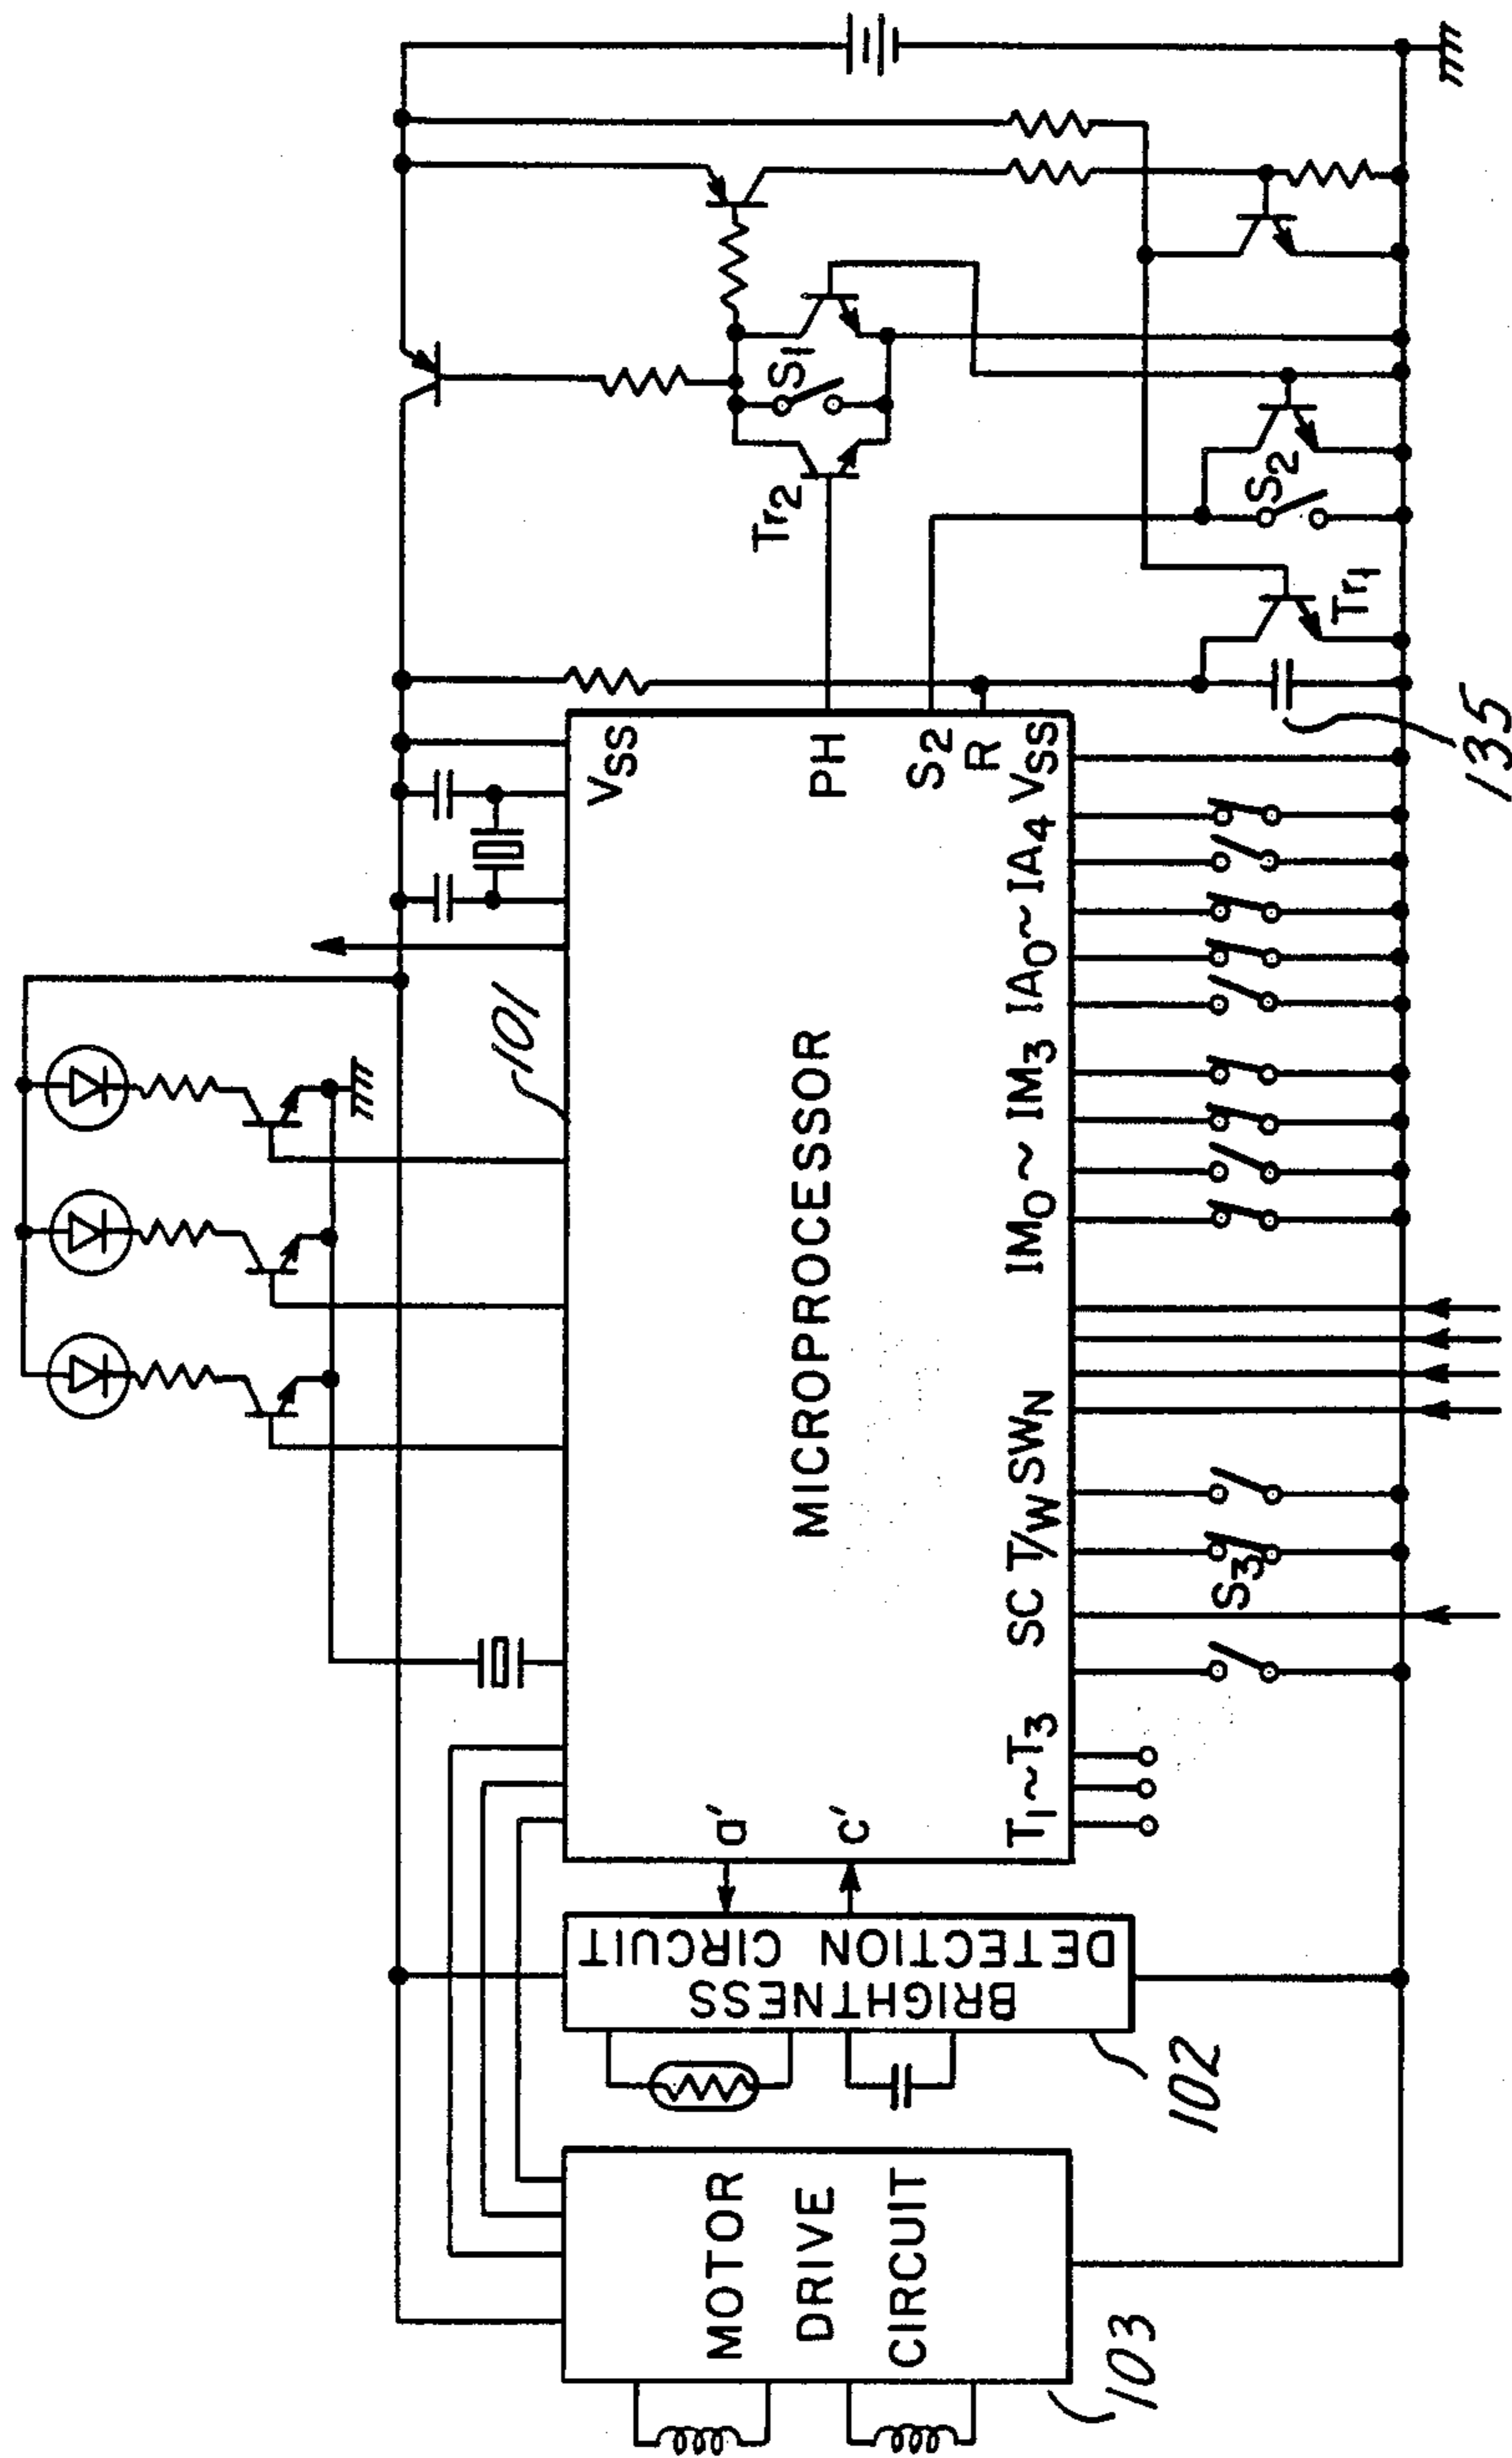 101
MICROPROCESSOR
VSS
PH
S2
R
VSS
IA0~IA4
IM0~IM3
SWN
T/W
SC
T1~T3
a'
c'
BRIGHTNESS
DETECTION CIRCUIT
102
MOTOR
DRIVE
CIRCUIT
103
Tr2
S1
S2
Tr1
135
S3